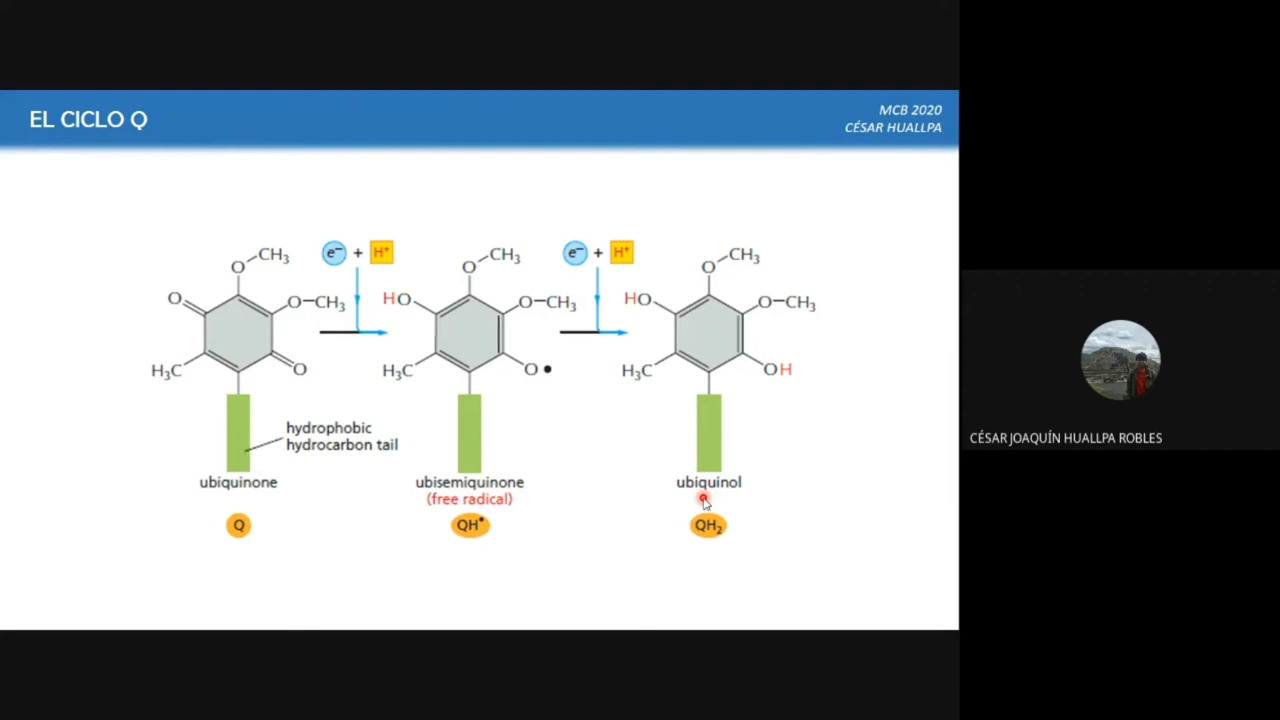 EL CICLO Q
MCB 2020
CÉSAR HUALLPA
O
O
CH₃
O—CH₃
H₃C
O
e⁻ + H⁺
HO
O
CH₃
O—CH₃
H₃C
O•
e⁻ + H⁺
HO
O
CH₃
O—CH₃
H₃C
OH
hydrophobic
hydrocarbon tail
ubiquinone
Q
ubisemiquinone
(free radical)
QH•
ubiquinol
QH₂
CÉSAR JOAQUÍN HUALLPA ROBLES